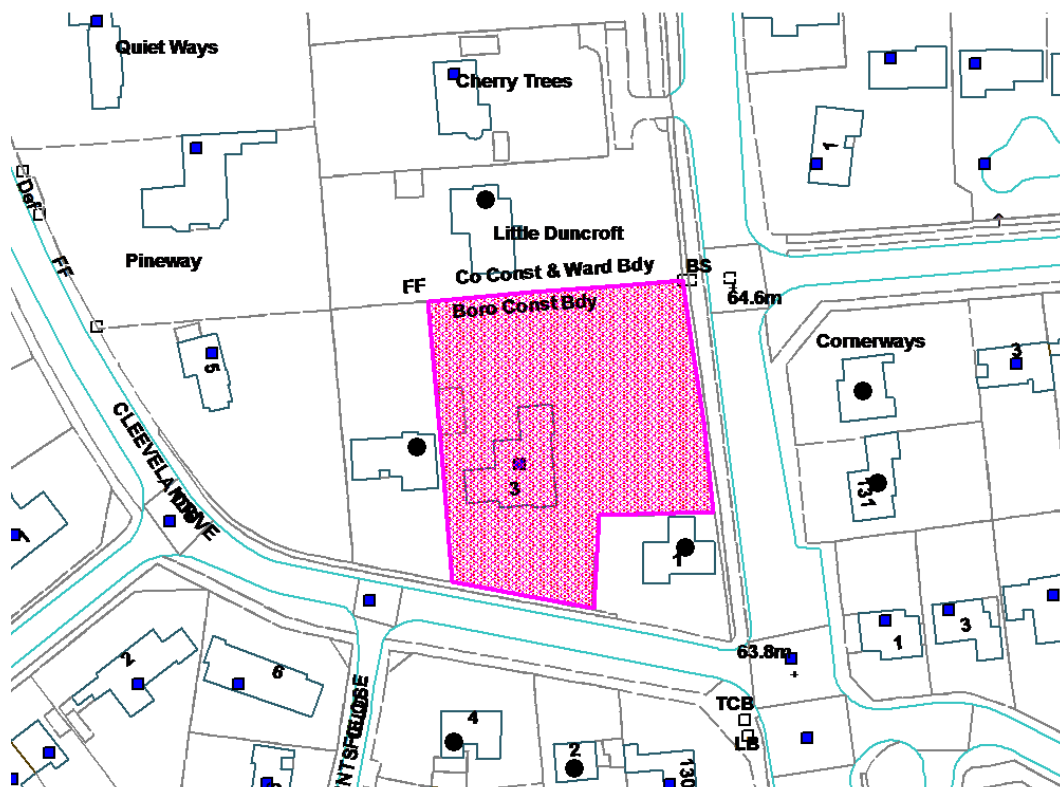 Quiet Ways
Cherry Trees
1
Def
Little Duncroft
FF
Pineway
Co Const & Ward Bdy
BS
FF
64.6m
Boro Const Bdy
Cornerways
3
5
CLEEVELAND
DRIVE
131
3
1
1
3
63.8m
2
6
TCB
4
LB
2
130